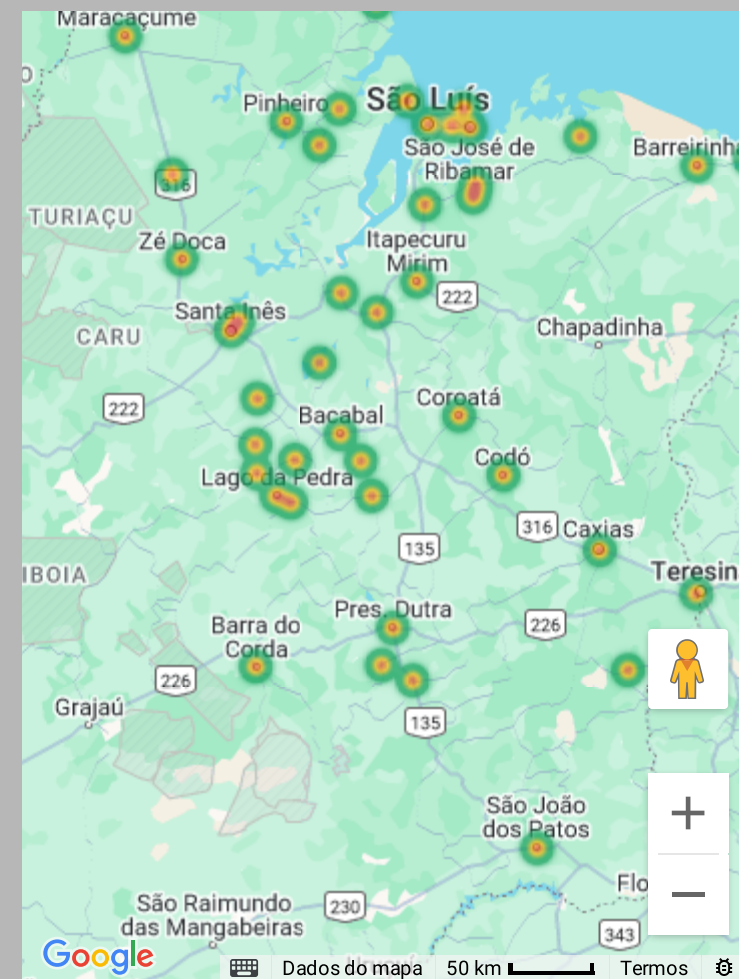 Maracaçumé
Pinheiro
São Luís
São José de
Ribamar
Barreirinh
316
TURIAÇU
Zé Doca
Itapecuru
Mirim
222
Santa Inês
CARU
Chapadinha
222
Coroatá
Bacabal
Codó
Lago da Pedra
316
Caxias
135
IBOIA
Teresin
Pres. Dutra
226
Barra do
Corda
226
Grajaú
135
São João
dos Patos
Flo
São Raimundo
das Mangabeiras
230
343
Google
Dados do mapa
50 km
Termos